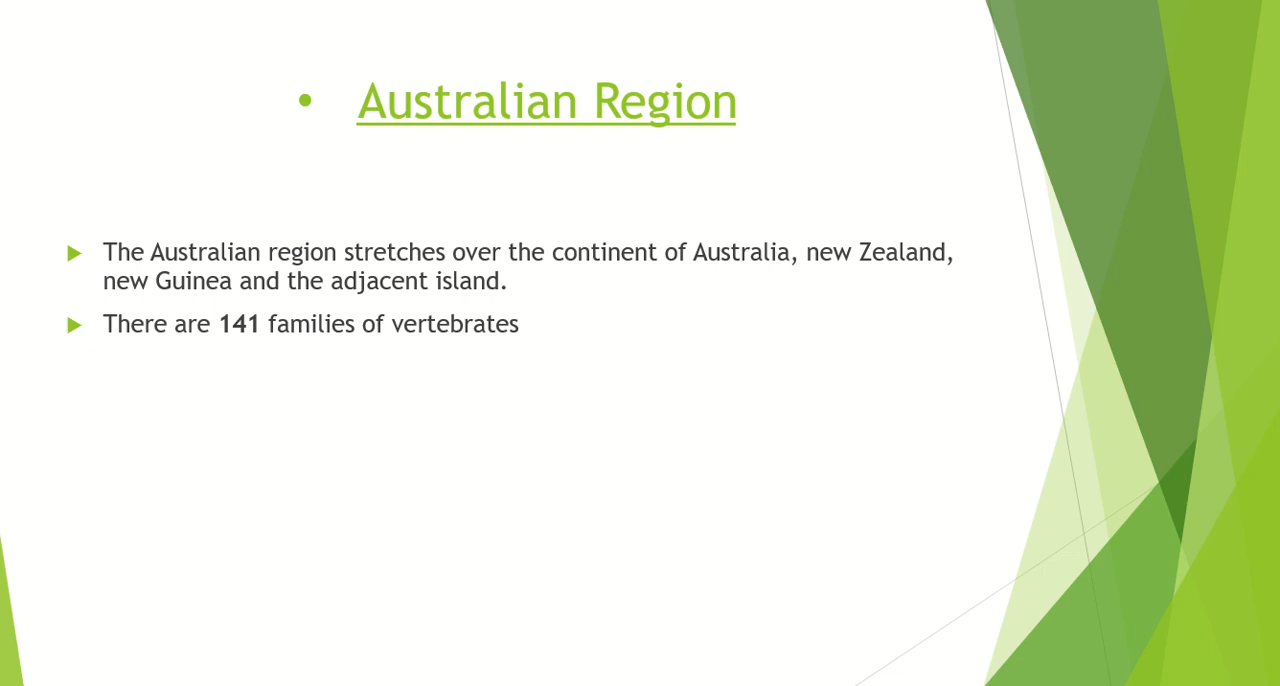 • Australian Region
The Australian region stretches over the continent of Australia, new Zealand,
new Guinea and the adjacent island.
There are 141 families of vertebrates